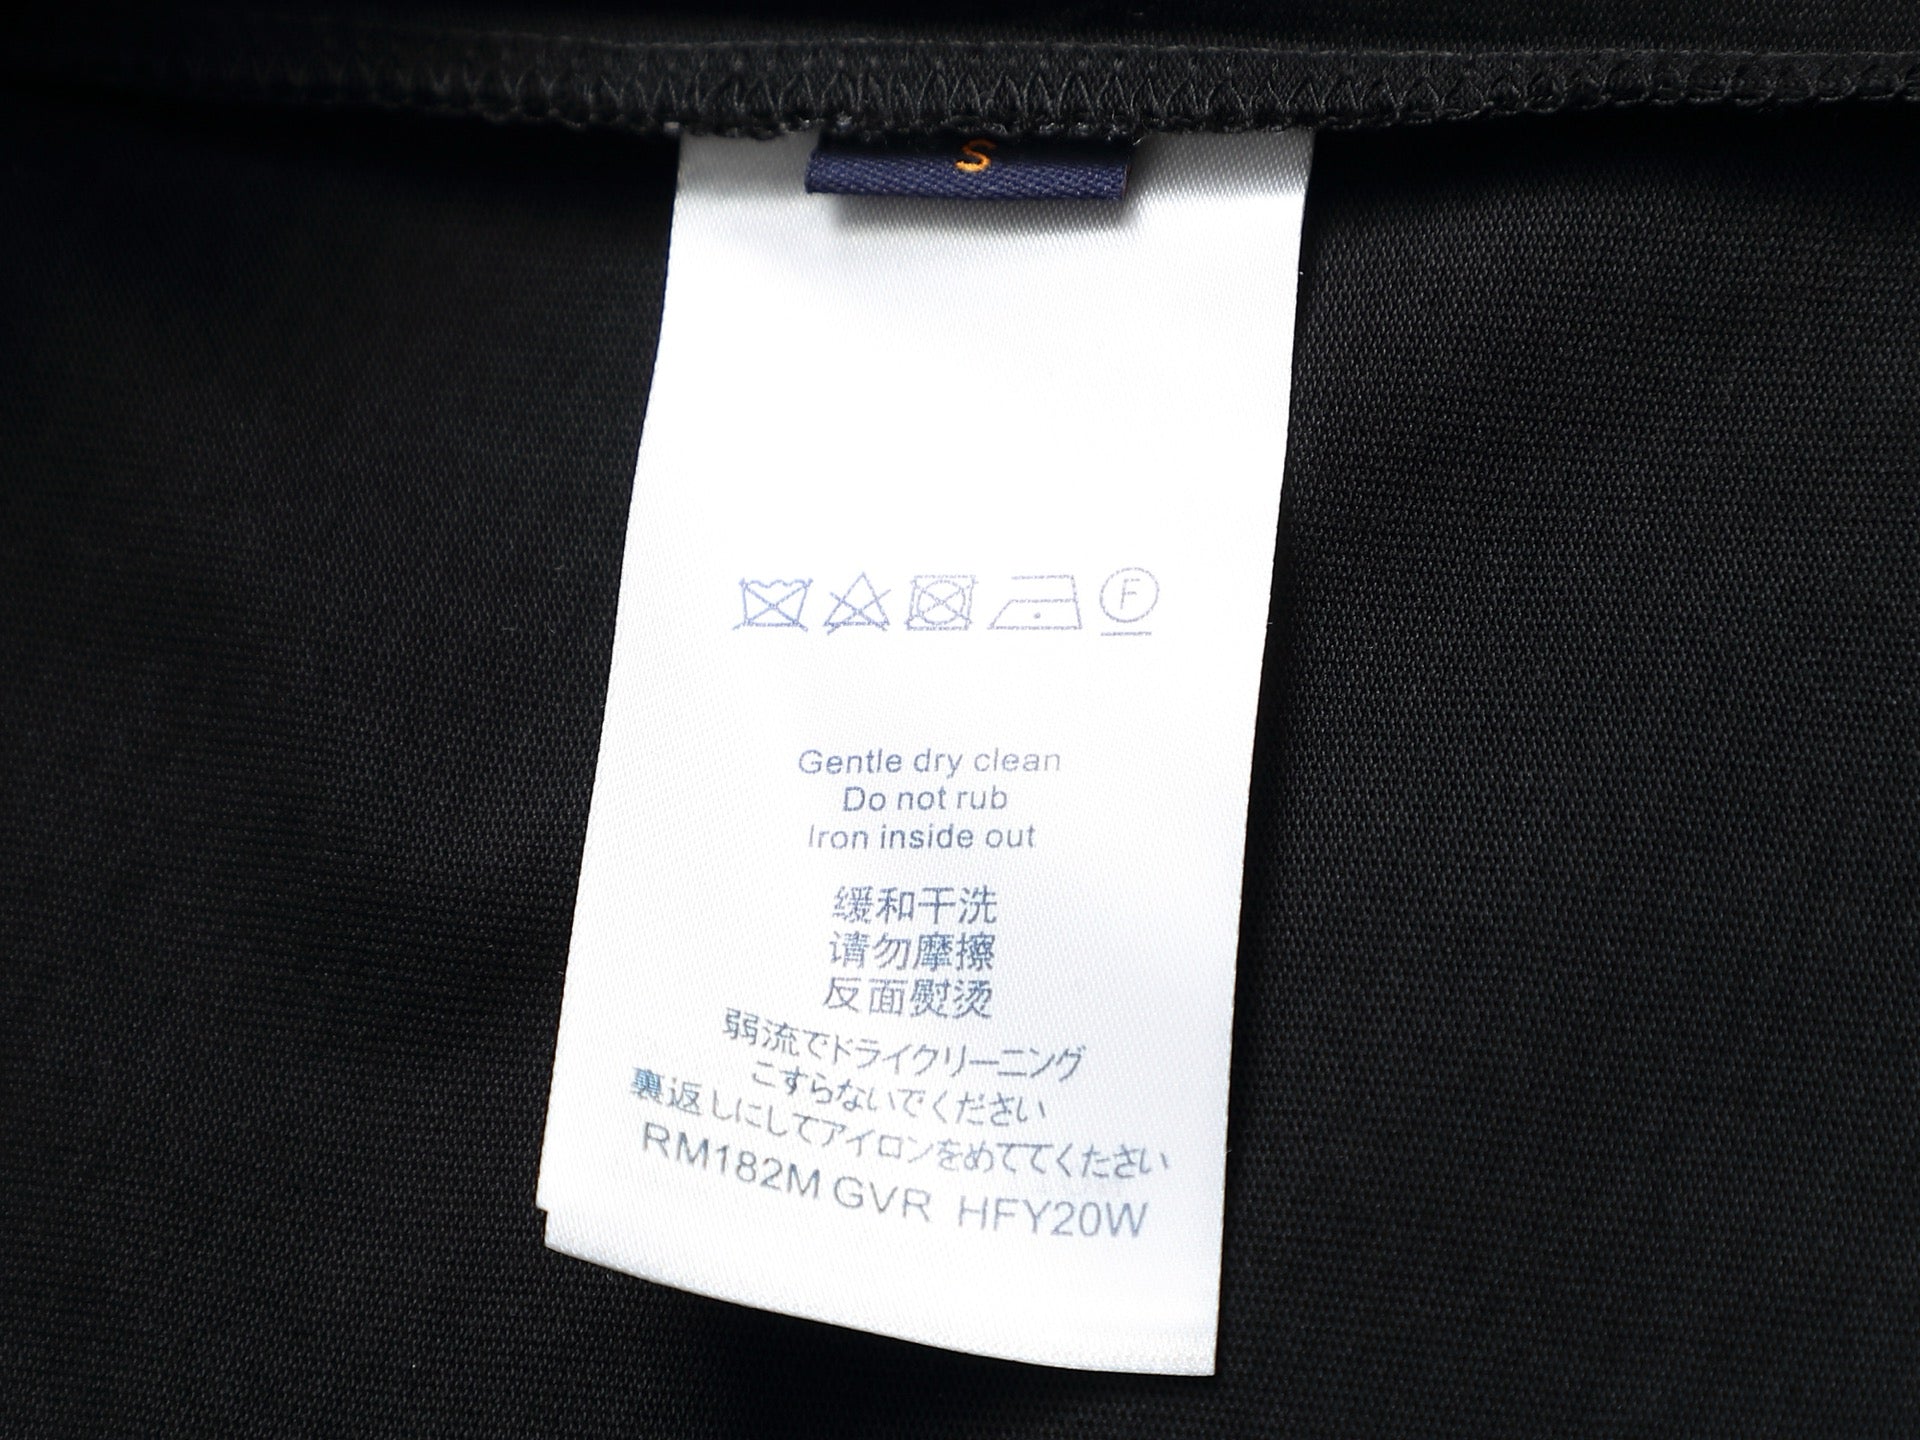 S
F
Gentle dry clean
Do not rub
Iron inside out
缓和干洗
请勿摩擦
反面熨烫
弱流でドライクリーニング
こすらないでください
裏返しにしてアイロンをめててください
RM182M GVR HFY20W